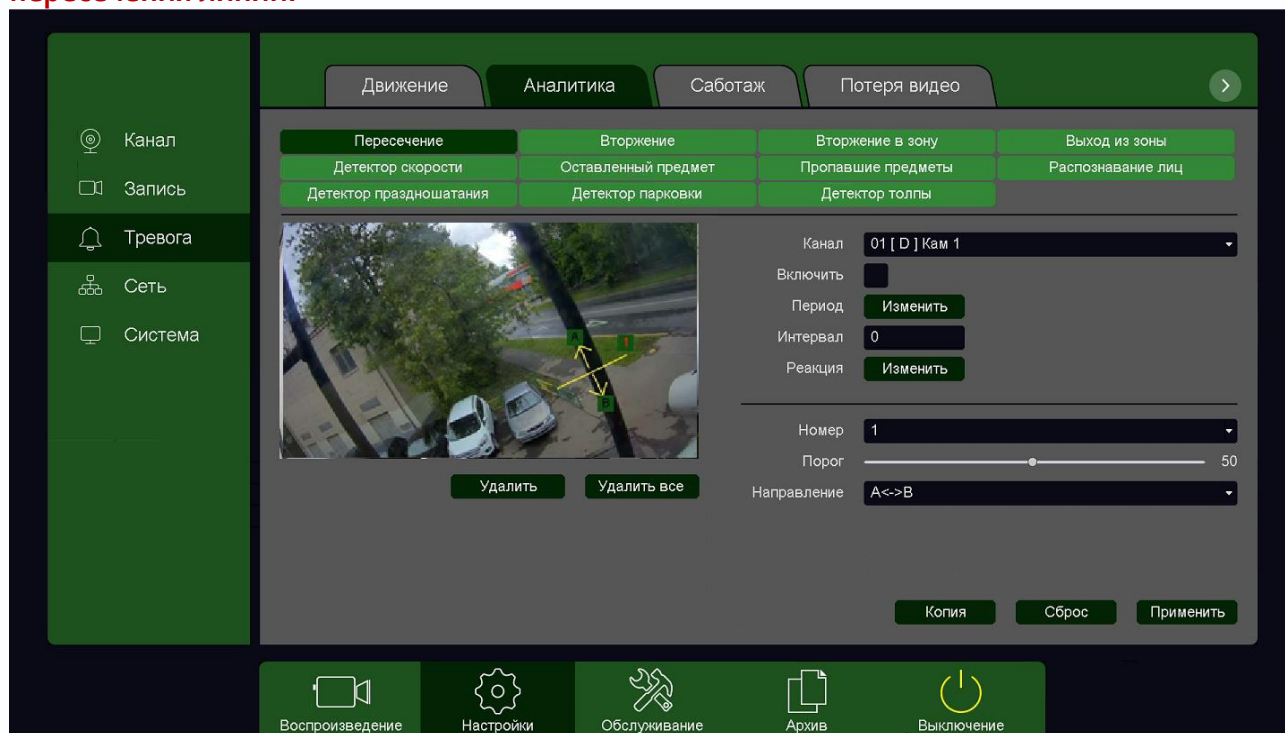 пересечения линии.
Движение Аналитика Саботаж Потеря видео
Канал
Запись
Тревога
Сеть
Система
Пересечение Вторжение Вторжение в зону Выход из зоны
Детектор скорости Оставленный предмет Пропавшие предметы Распознавание лиц
Детектор праздношатания Детектор парковки Детектор толпы
A
1
B
Канал 01 [ D ] Кам 1
Включить
Период Изменить
Интервал 0
Реакция Изменить
Номер 1
Порог 50
Направление A<->B
Удалить Удалить все
Копия Сброс Применить
Воспроизведение Настройки Обслуживание Архив Выключение